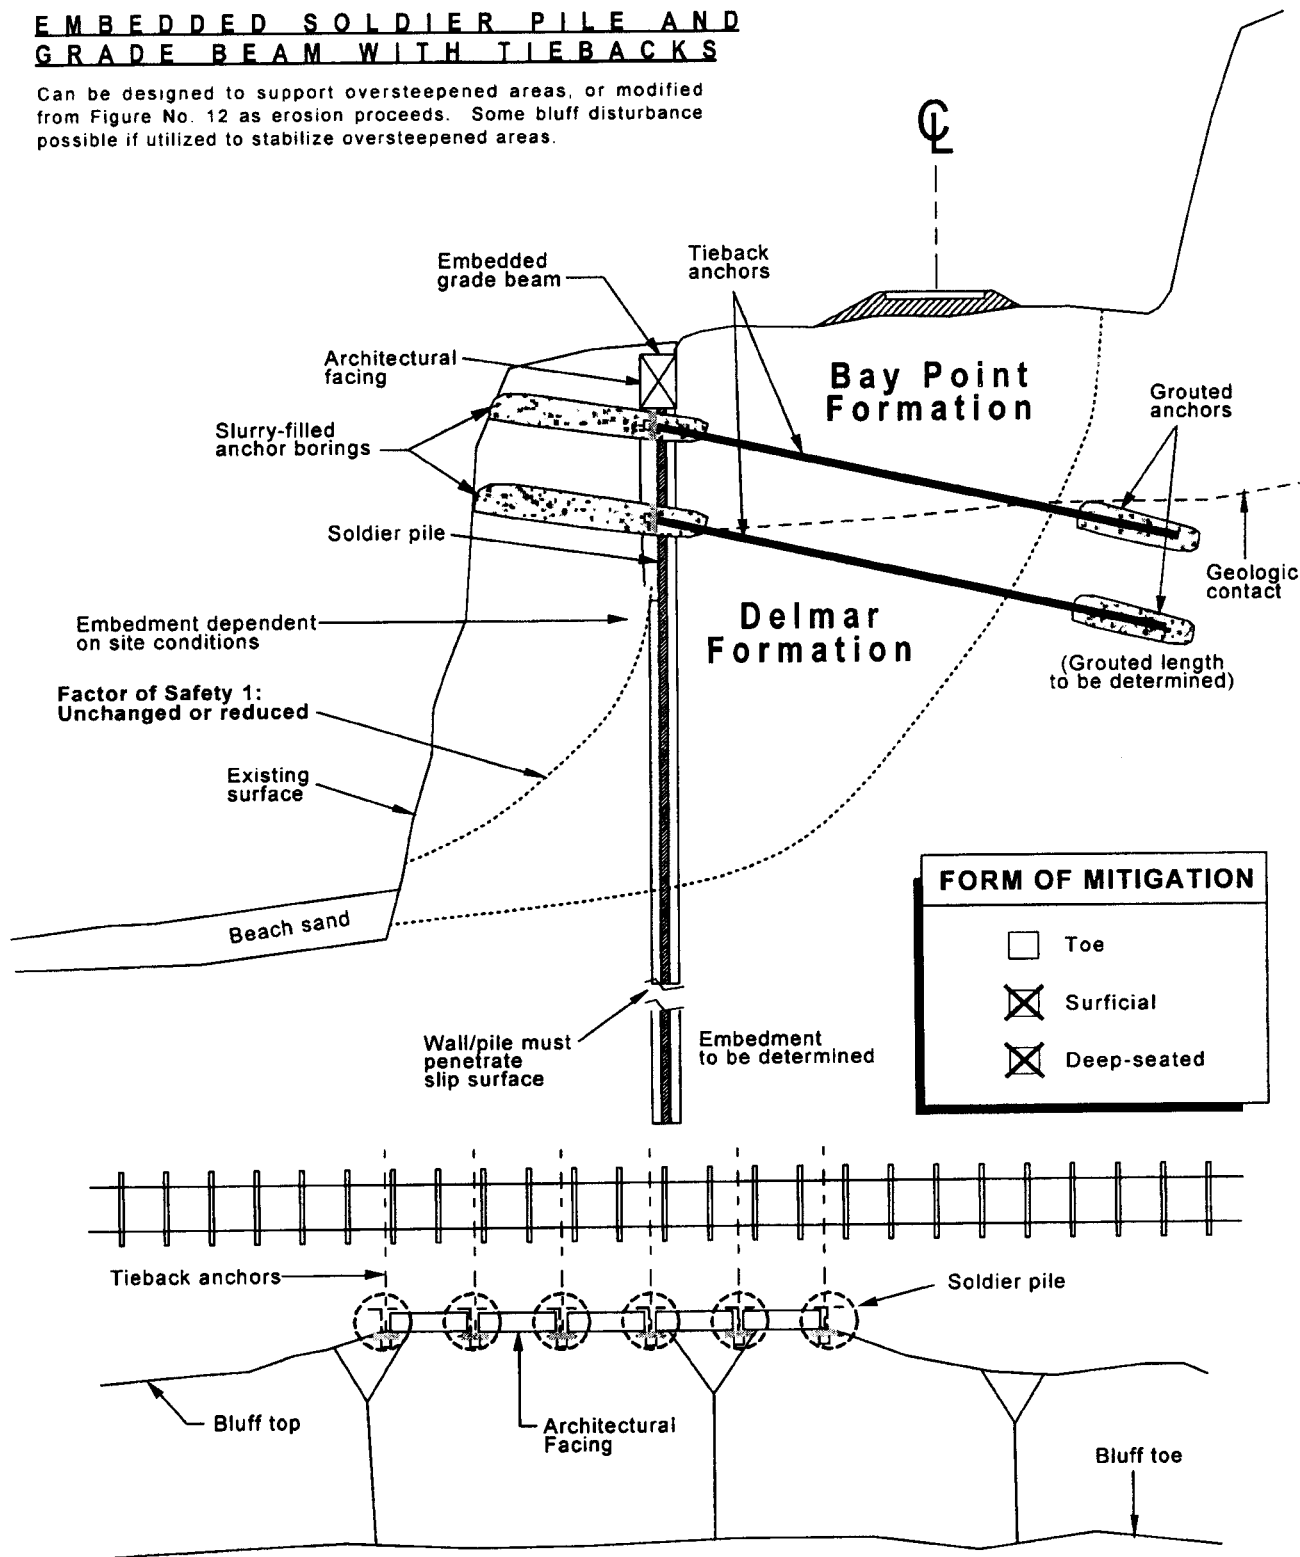 EMBEDDED SOLDIER PILE AND
GRADE BEAM WITH TIEBACKS
Can be designed to support oversteepened areas, or modified
from Figure No. 12 as erosion proceeds. Some bluff disturbance
possible if utilized to stabilize oversteepened areas.
CL
Embedded
grade beam
Tieback
anchors
Architectural
facing
Bay Point
Formation
Grouted
anchors
Slurry-filled
anchor borings
Soldier pile
Geologic
contact
Embedment dependent
on site conditions
Delmar
Formation
(Grouted length
to be determined)
Factor of Safety 1:
Unchanged or reduced
Existing
surface
Beach sand
FORM OF MITIGATION
Toe
Surficial
Deep-seated
Wall/pile must
penetrate
slip surface
Embedment
to be determined
Tieback anchors
Soldier pile
Bluff top
Architectural
Facing
Bluff toe